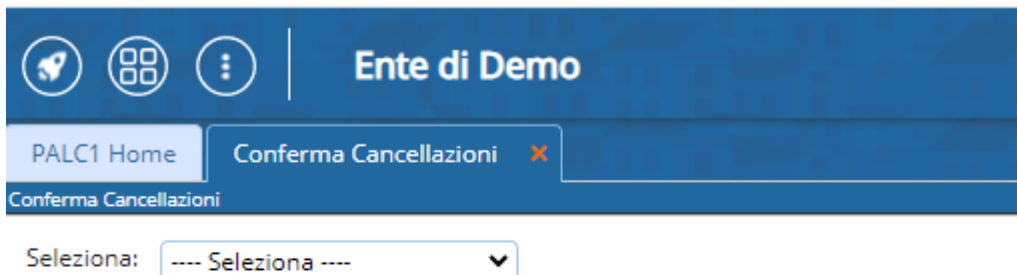 Ente di Demo
PALC1 Home Conferma Cancellazioni ×
Conferma Cancellazioni
Seleziona: ---- Seleziona ----